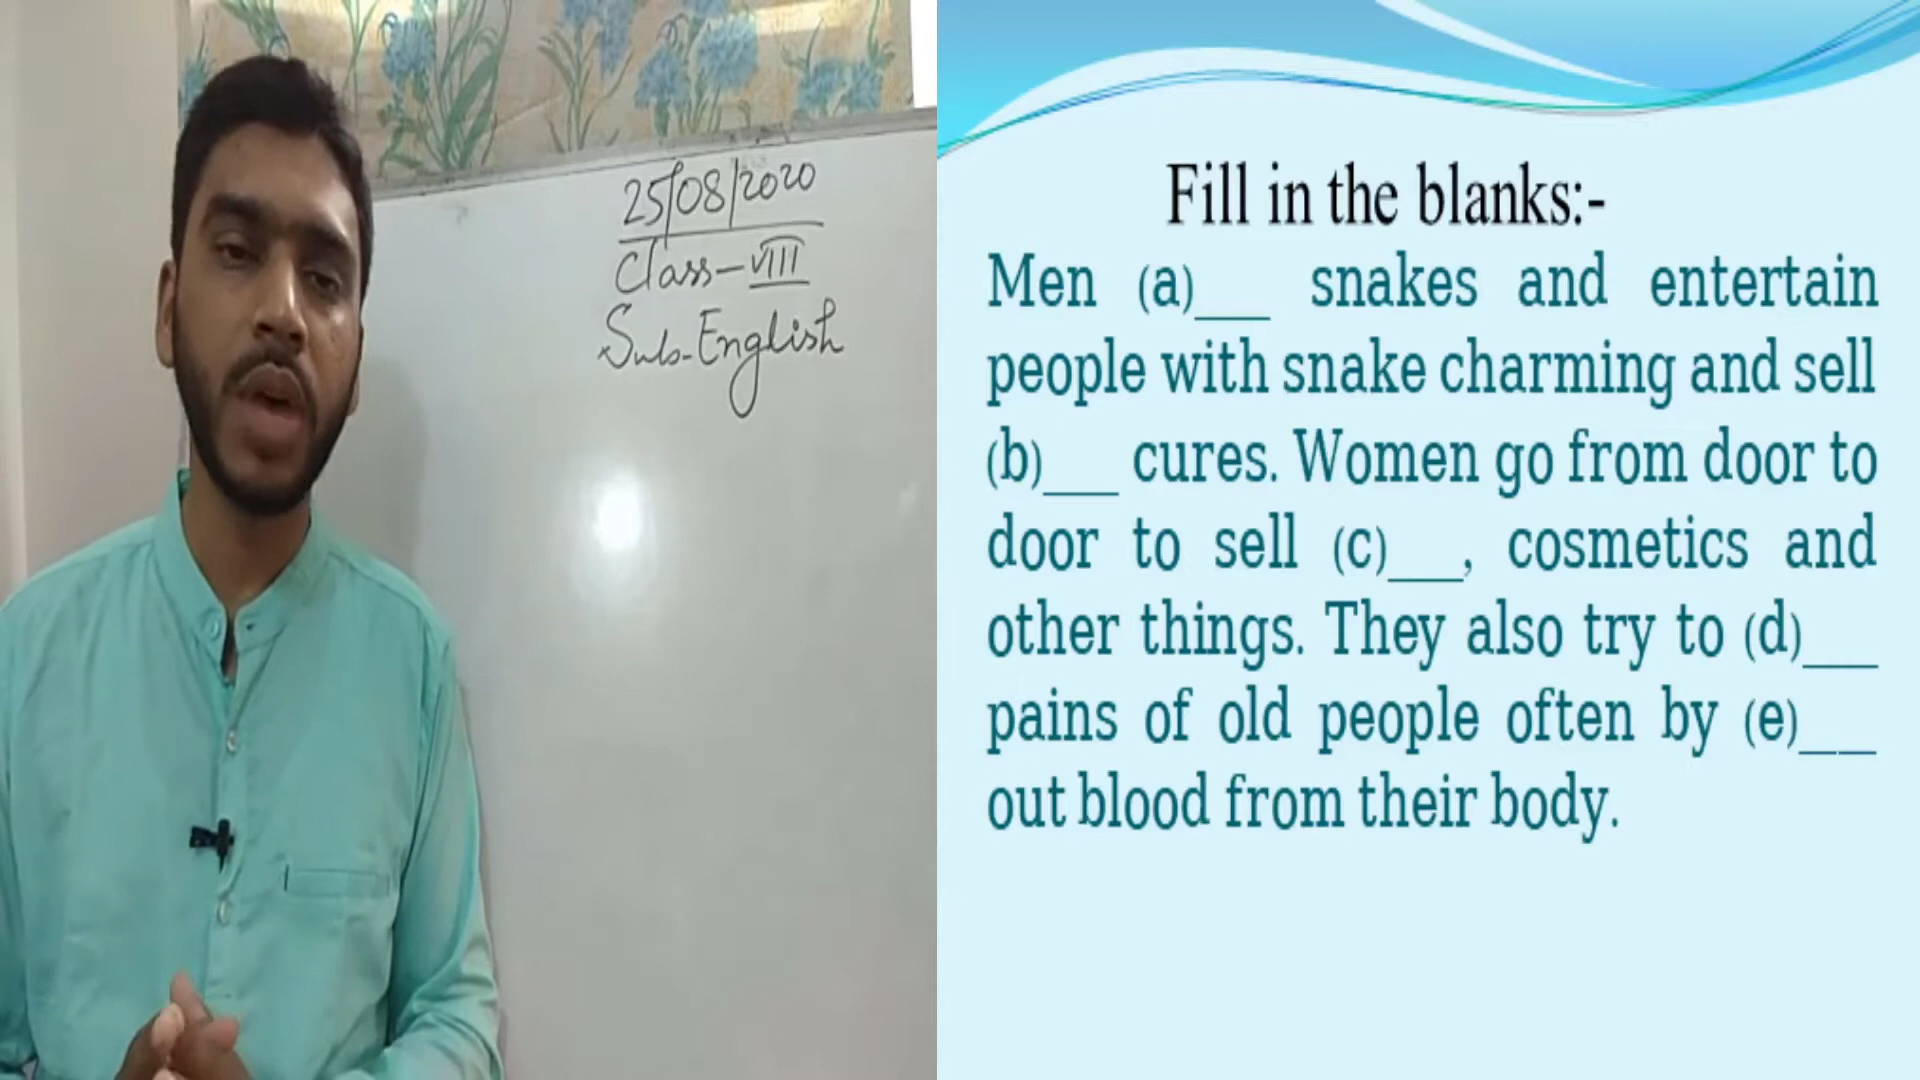 25/08/2020
Class-VIII
Sub-English
Fill in the blanks:-
Men (a)___ snakes and entertain
people with snake charming and sell
(b)___ cures. Women go from door to
door to sell (c)___, cosmetics and
other things. They also try to (d)___
pains of old people often by (e)___
out blood from their body.